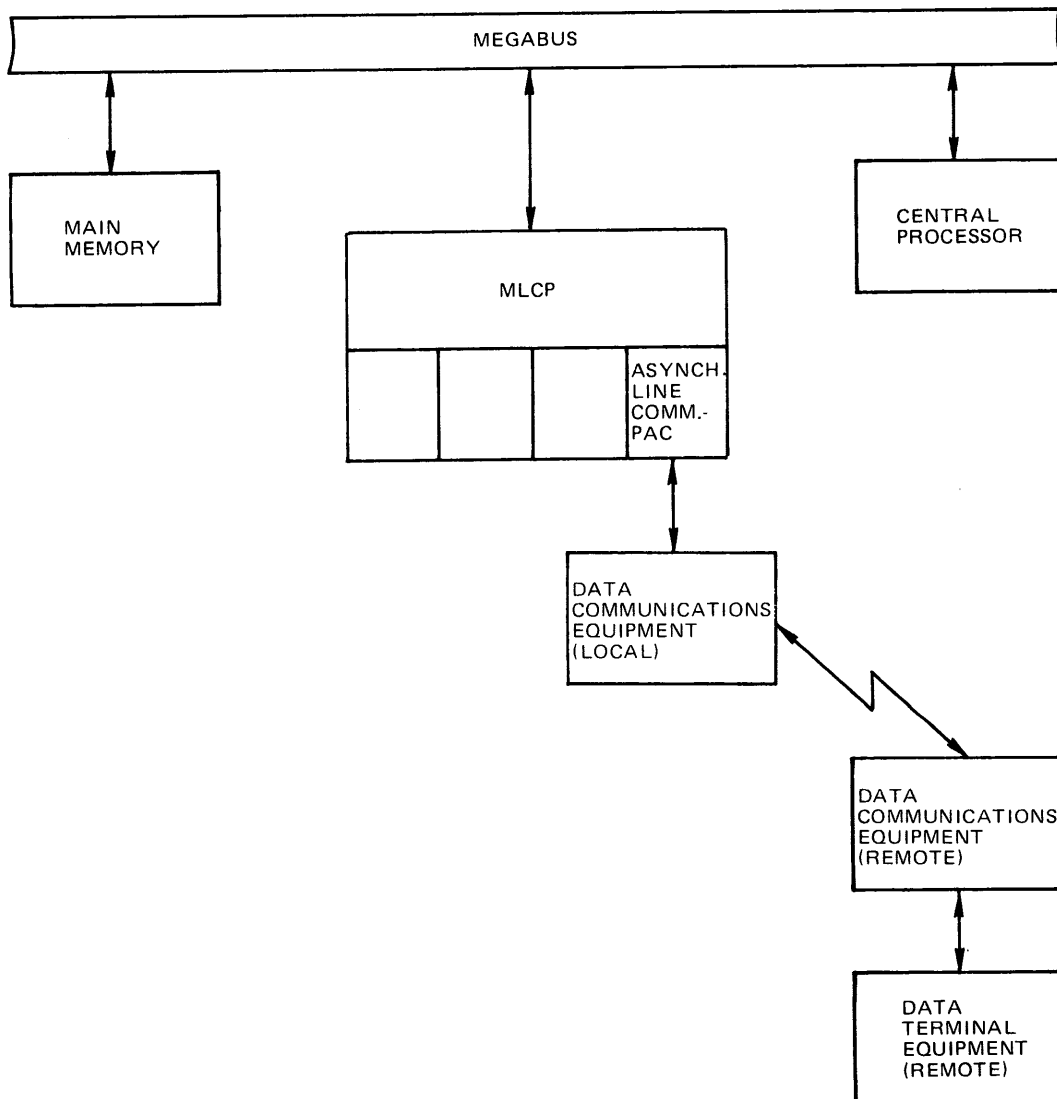 MEGABUS
MAIN
MEMORY
CENTRAL
PROCESSOR
MLCP
ASYNCH.
LINE
COMM.-
PAC
DATA
COMMUNICATIONS
EQUIPMENT
(LOCAL)
DATA
COMMUNICATIONS
EQUIPMENT
(REMOTE)
DATA
TERMINAL
EQUIPMENT
(REMOTE)